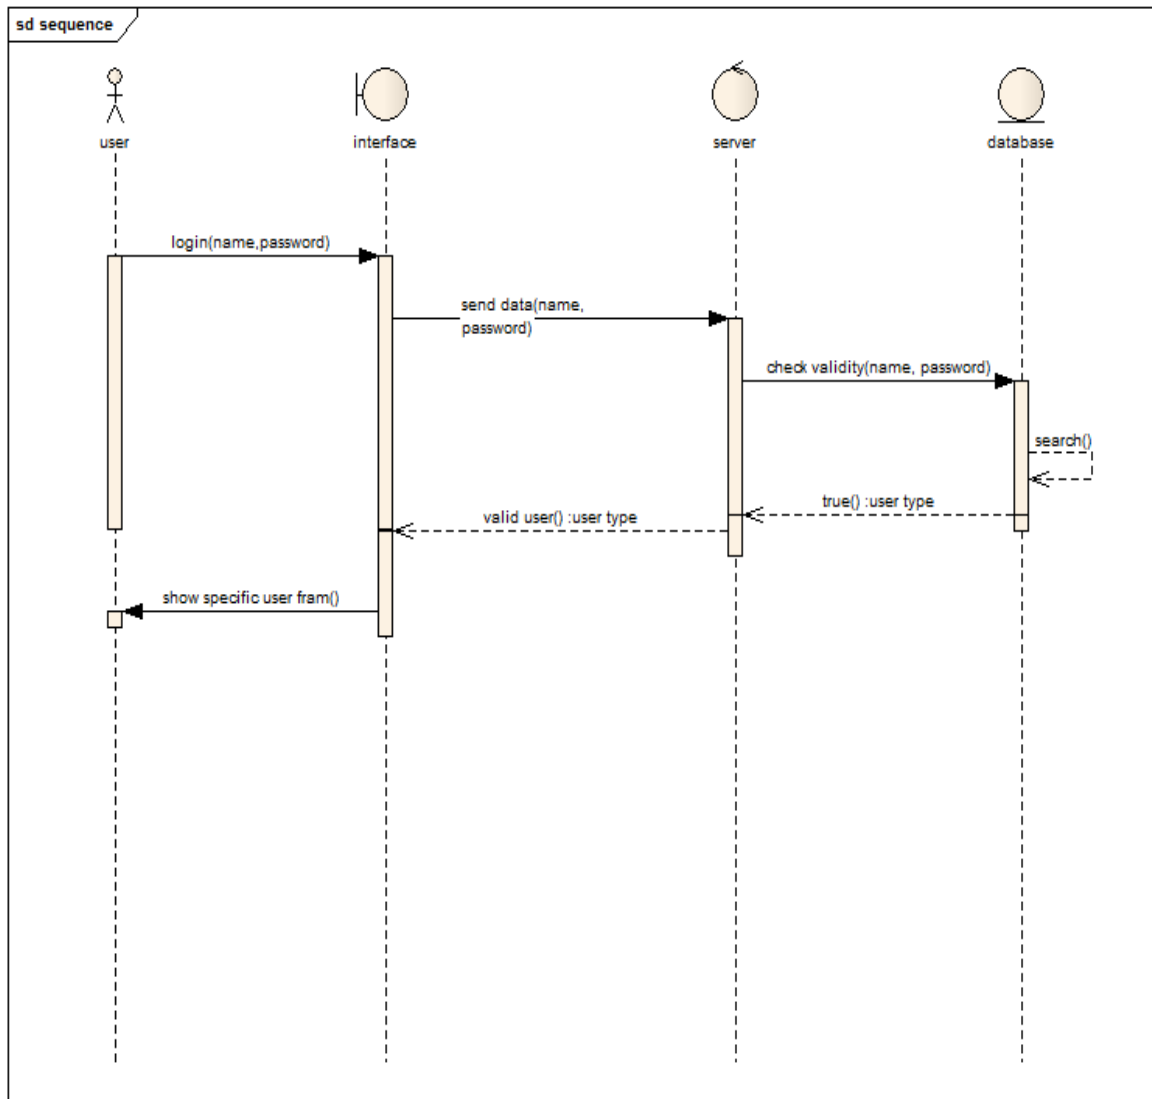 sd sequence
user
interface
server
database
login(name,password)
send data(name,
password)
check validity(name, password)
search()
true() :user type
valid user() :user type
show specific user fram()